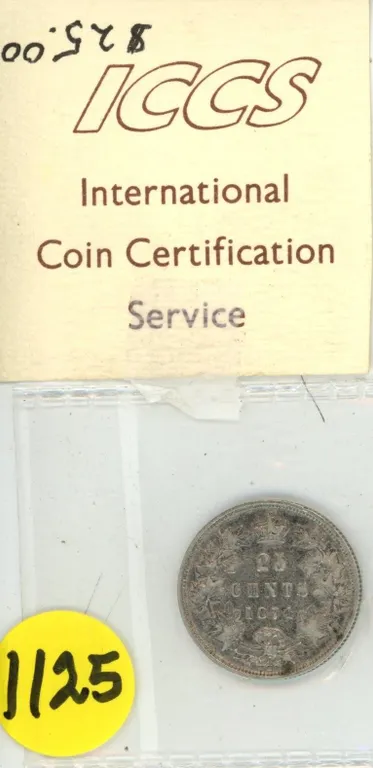 $25.00
ICCS
International
Coin Certification
Service
25
CENTS
1125